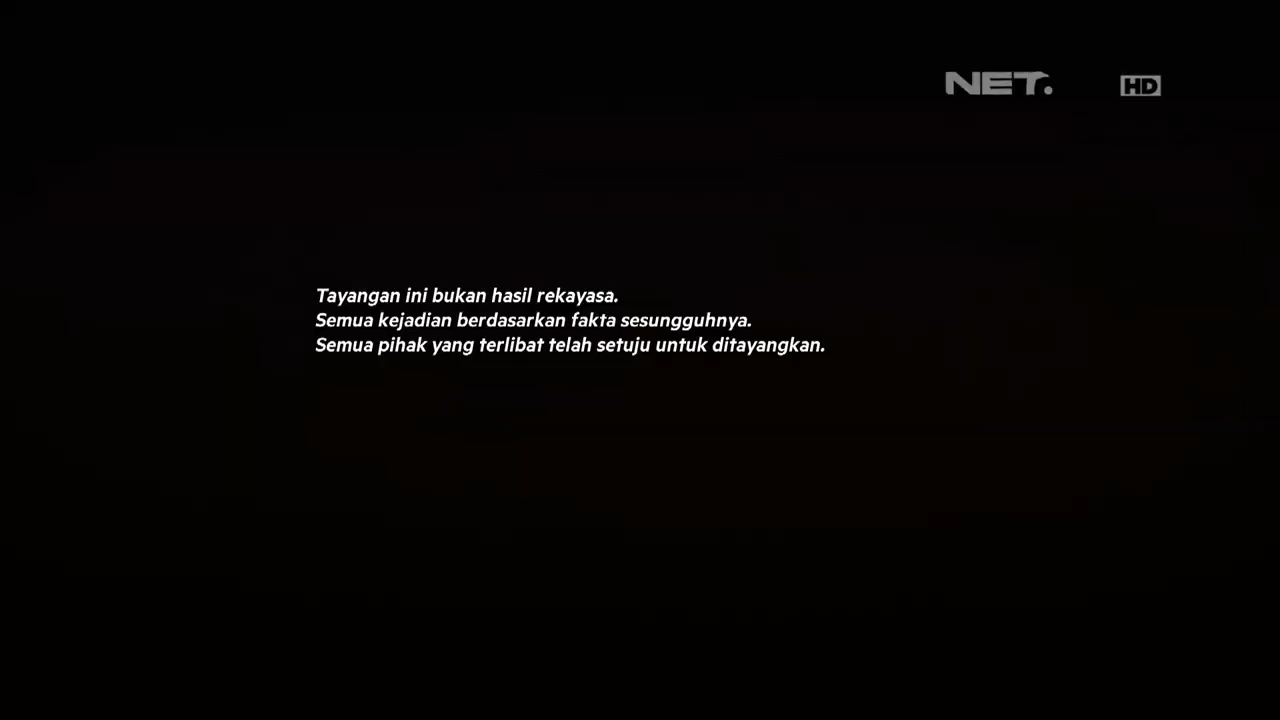 NET.
HD
Tayangan ini bukan hasil rekayasa.
Semua kejadian berdasarkan fakta sesungguhnya.
Semua pihak yang terlibat telah setuju untuk ditayangkan.